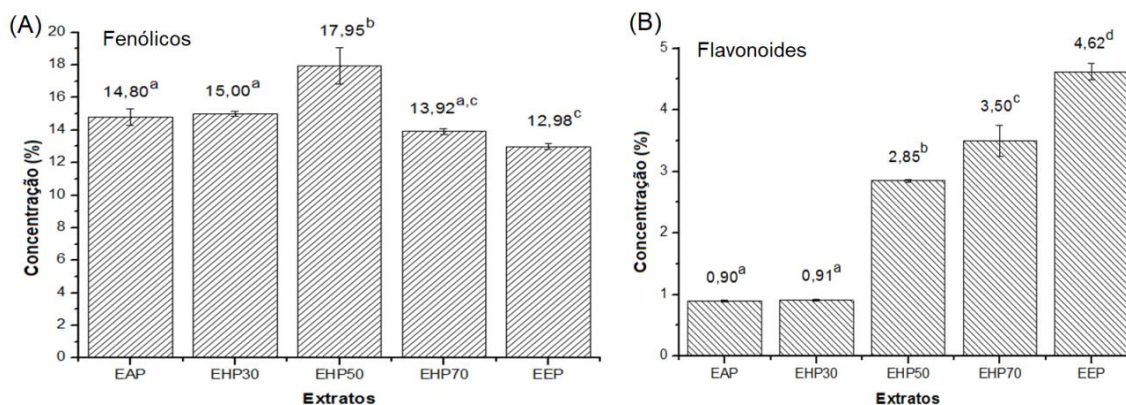 (A)
Fenólicos
Concentração (%)
20
18
16
14
12
10
8
6
4
2
0
14,80a
15,00a
17,95b
13,92a,c
12,98c
EAP
EHP30
EHP50
EHP70
EEP
Extratos
(B)
Flavonoides
Concentração (%)
5
4
3
2
1
0
0,90a
0,91a
2,85b
3,50c
4,62d
EAP
EHP30
EHP50
EHP70
EEP
Extratos